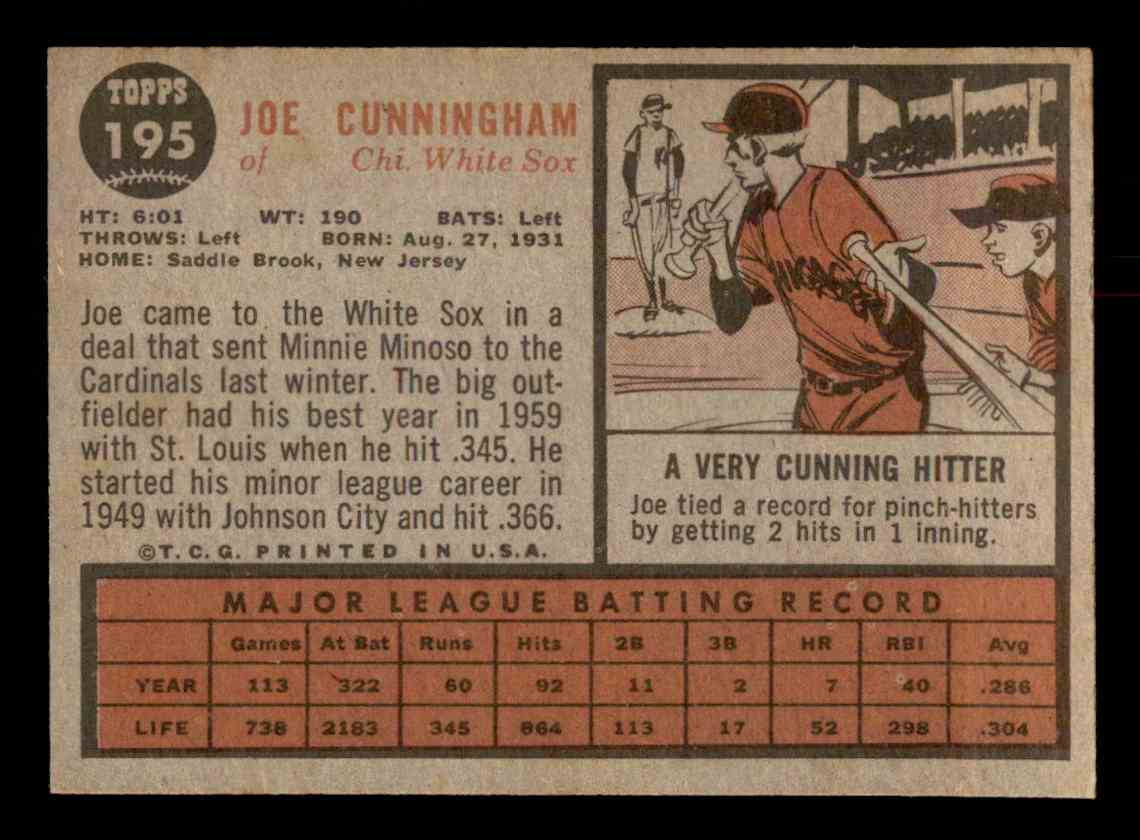 TOPPS
195
JOE CUNNINGHAM
of Chi. White Sox
HT: 6:01 WT: 190 BATS: Left
THROWS: Left BORN: Aug. 27, 1931
HOME: Saddle Brook, New Jersey
Joe came to the White Sox in a
deal that sent Minnie Minoso to the
Cardinals last winter. The big out-
fielder had his best year in 1959
with St. Louis when he hit .345. He
started his minor league career in
1949 with Johnson City and hit .366.
©T.C.G. PRINTED IN U.S.A.
HICAGO
A VERY CUNNING HITTER
Joe tied a record for pinch-hitters
by getting 2 hits in 1 inning.
MAJOR LEAGUE BATTING RECORD
Games At Bat Runs Hits 2B 3B HR RBI Avg
YEAR 113 322 60 92 11 2 7 40 .286
LIFE 738 2183 345 664 113 17 52 298 .304